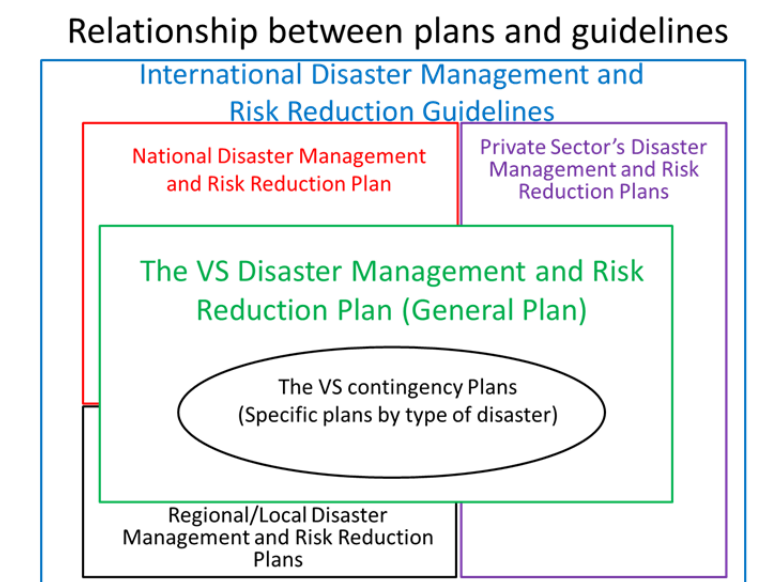 Relationship between plans and guidelines
International Disaster Management and
Risk Reduction Guidelines
National Disaster Management
and Risk Reduction Plan
Private Sector's Disaster
Management and Risk
Reduction Plans
The VS Disaster Management and Risk
Reduction Plan (General Plan)
The VS contingency Plans
(Specific plans by type of disaster)
Regional/Local Disaster
Management and Risk Reduction
Plans